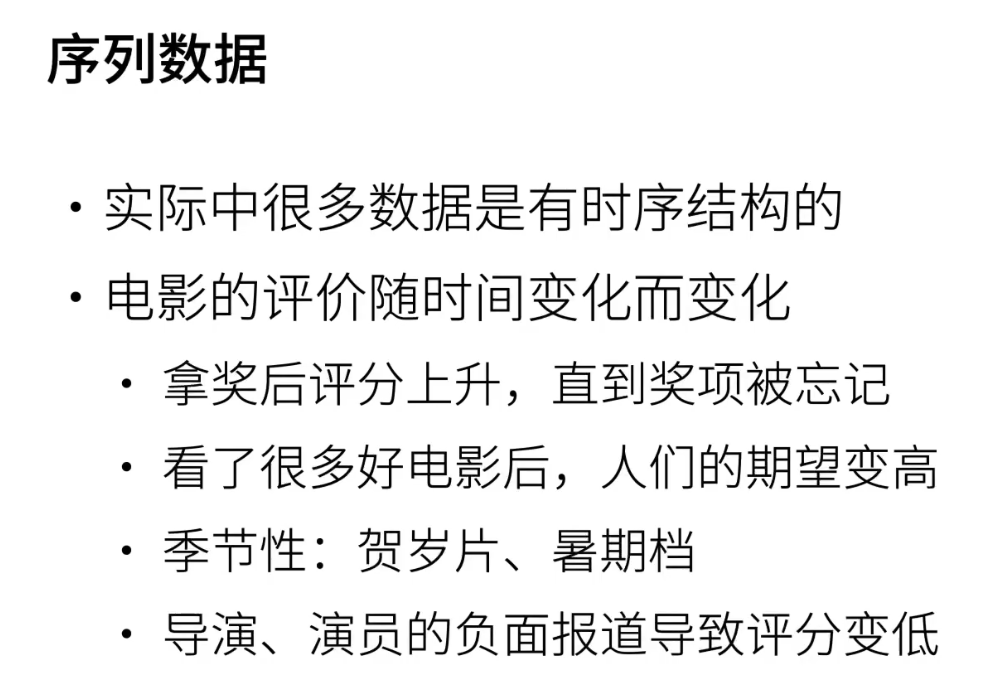 序列数据
• 实际中很多数据是有时序结构的
• 电影的评价随时间变化而变化
• 拿奖后评分上升，直到奖项被忘记
• 看了很多好电影后，人们的期望变高
• 季节性：贺岁片、暑期档
• 导演、演员的负面报道导致评分变低